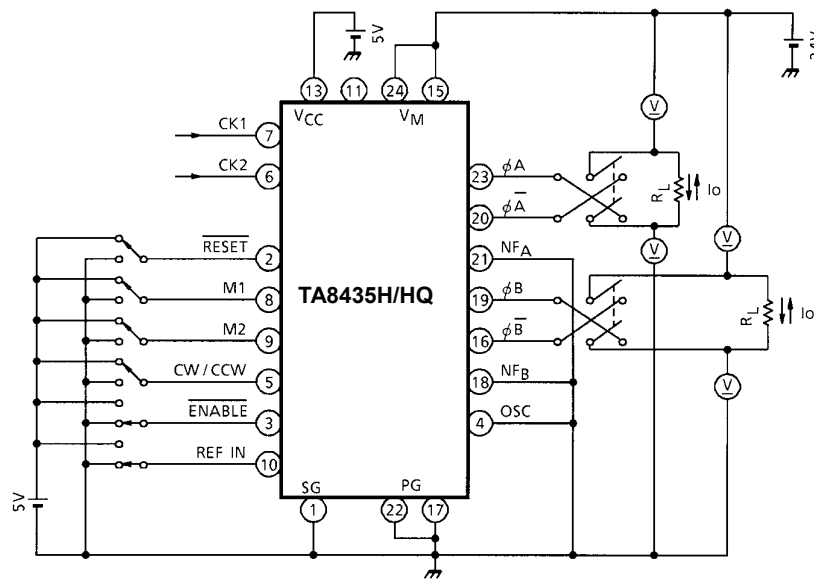 5V
24V
13
11
24
15
VCC
VM
CK1
7
CK2
6
RESET
2
M1
8
M2
9
CW / CCW
5
ENABLE
3
REF IN
10
TA8435H/HQ
23
φA
20
φA
21
NFA
19
φB
16
φB
18
NFB
4
OSC
V
RL
Io
V
V
RL
Io
V
5V
SG
PG
1
22
17